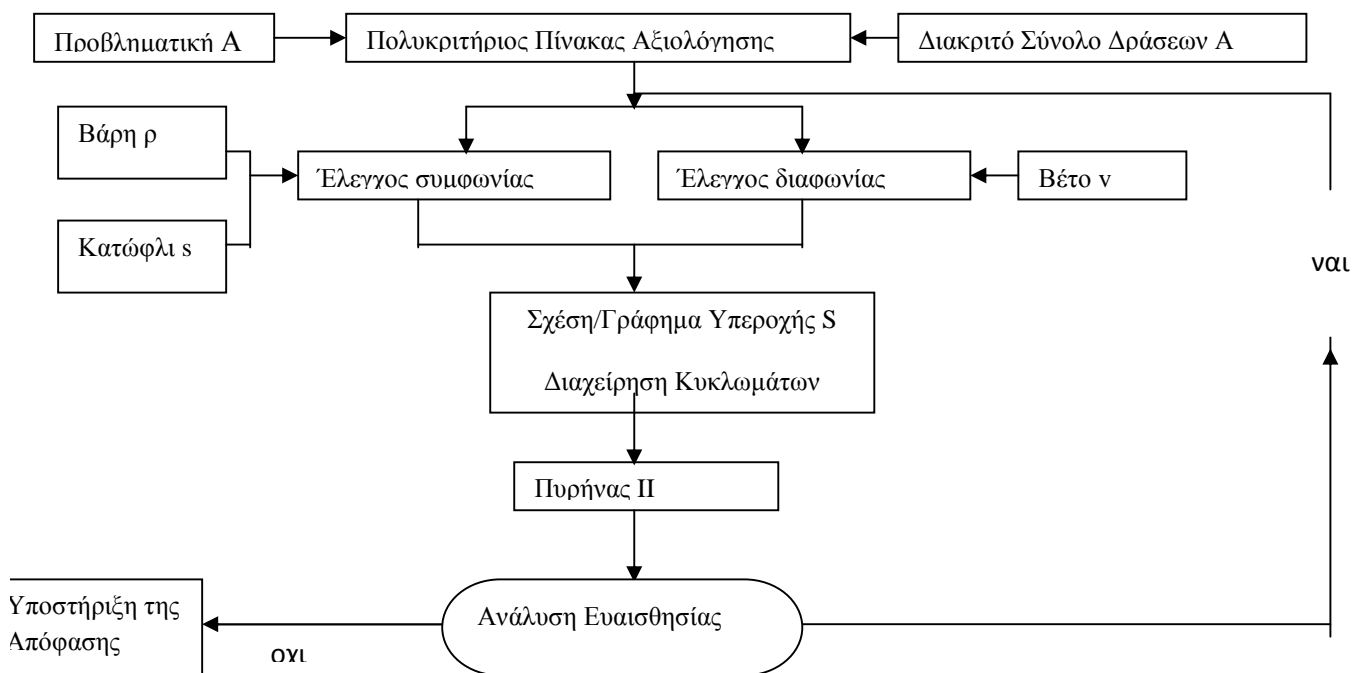 Προβληματική Α
Πολυκριτήριος Πίνακας Αξιολόγησης
Διακριτό Σύνολο Δράσεων Α
Βάρη ρ
Έλεγχος συμφωνίας
Έλεγχος διαφωνίας
Βέτο v
Κατώφλι s
ναι
Σχέση/Γράφημα Υπεροχής S
Διαχείρηση Κυκλωμάτων
Πυρήνας ΙΙ
Ανάλυση Ευαισθησίας
Υποστήριξη της
Απόφασης
οχι